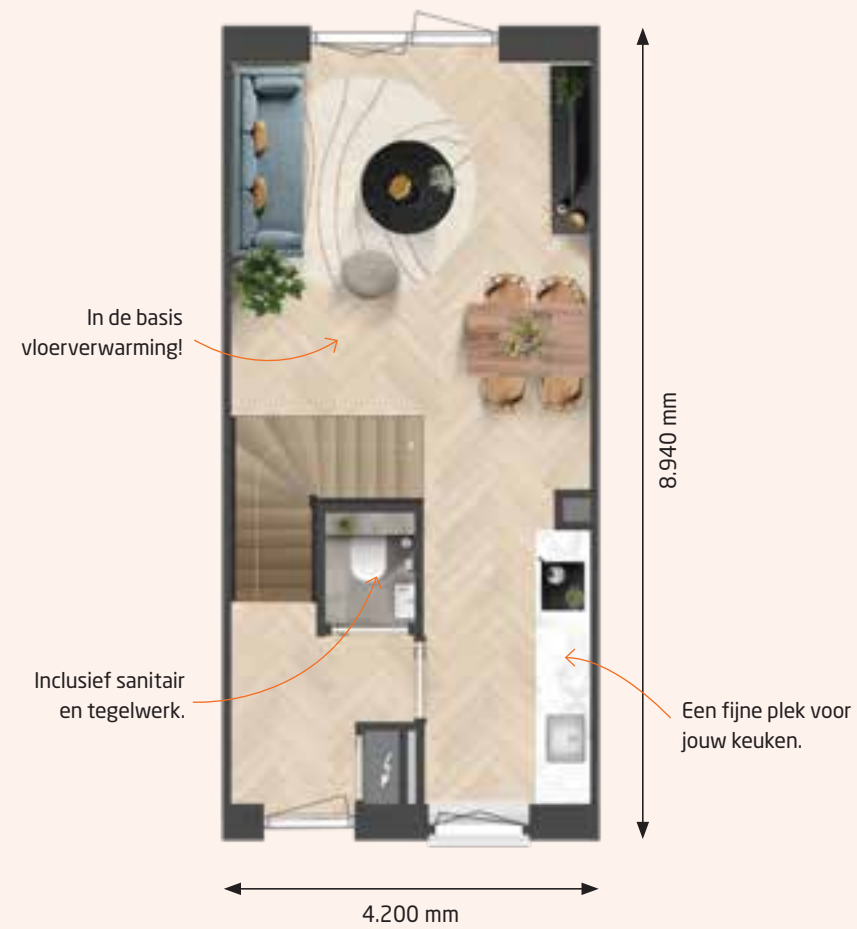 In de basis
vloerverwarming!
8.940 mm
Inclusief sanitair
en tegelwerk.
Een fijne plek voor
jouw keuken.
4.200 mm